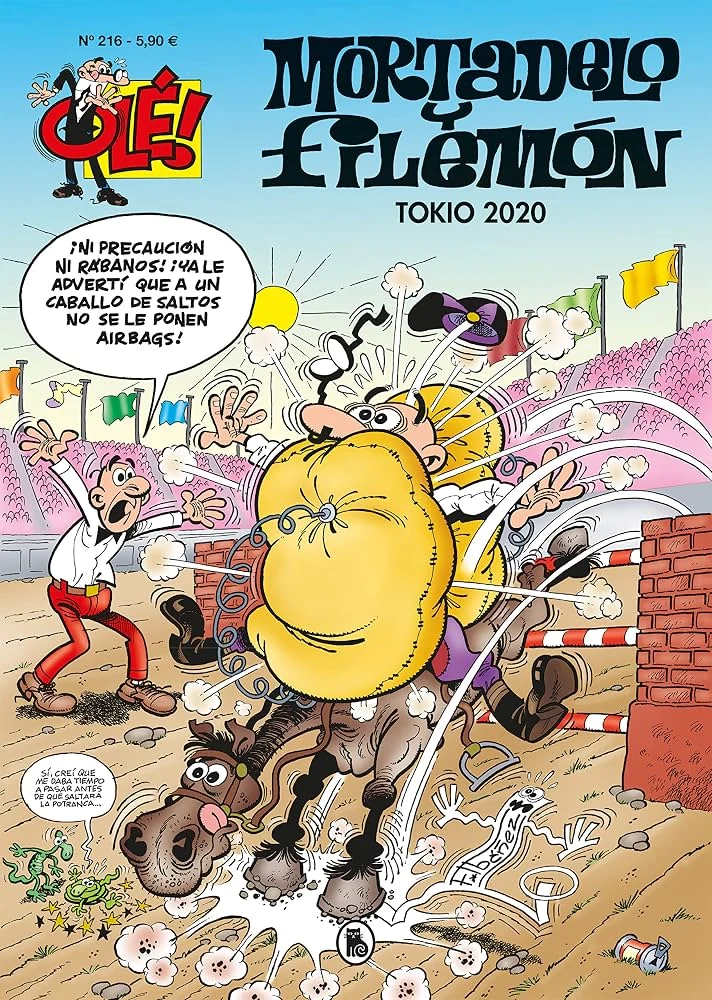 Nº 216 - 5,90 €
OLÉ!
MORTADELO
Y
FILEMÓN
TOKIO 2020
¡NI PRECAUCIÓN
NI RÁBANOS! ¡YA LE
ADVERTÍ QUE A UN
CABALLO DE SALTOS
NO SE LE PONEN
AIRBAGS!
SÍ, CREÍ QUE
ME DABA TIEMPO
A PASAR ANTES
DE QUE SALTARA
LA POTRANCA...
F. Ibáñez